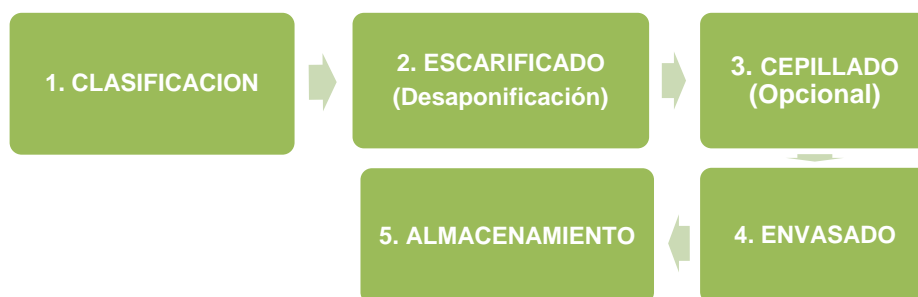 1. CLASIFICACION
2. ESCARIFICADO
(Desaponificación)
3. CEPILLADO
(Opcional)
4. ENVASADO
5. ALMACENAMIENTO